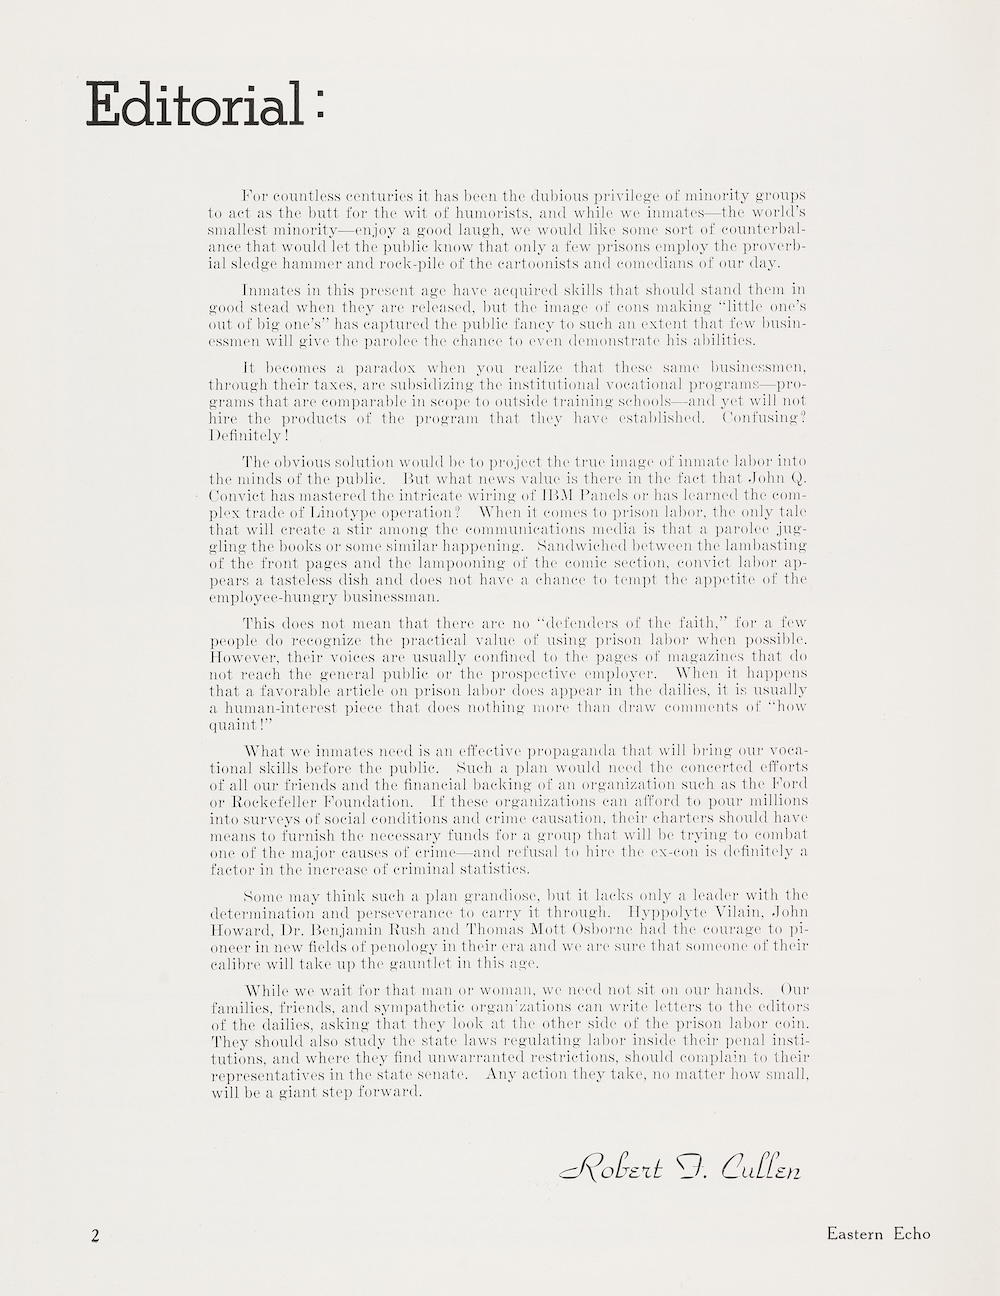 Editorial:
For countless centuries it has been the dubious privilege of minority groups
to act as the butt for the wit of humorists, and while we inmates—the world's
smallest minority—enjoy a good laugh, we would like some sort of counterbal-
ance that would let the public know that only a few prisons employ the proverb-
ial sledge hammer and rock-pile of the cartoonists and comedians of our day.
Inmates in this present age have acquired skills that should stand them in
good stead when they are released, but the image of cons making "little one's
out of big one's" has captured the public fancy to such an extent that few busin-
essmen will give the parolee the chance to even demonstrate his abilities.
It becomes a paradox when you realize that these same businessmen,
through their taxes, are subsidizing the institutional vocational programs—pro-
grams that are comparable in scope to outside training schools—and yet will not
hire the products of the program that they have established. Confusing?
Definitely!
The obvious solution would be to project the true image of inmate labor into
the minds of the public. But what news value is there in the fact that John Q.
Convict has mastered the intricate wiring of IBM Panels or has learned the com-
plex trade of Linotype operation? When it comes to prison labor, the only tale
that will create a stir among the communications media is that a parolee jug-
gling the books or some similar happening. Sandwiched between the lambasting
of the front pages and the lampooning of the comic section, convict labor ap-
pears a tasteless dish and does not have a chance to tempt the appetite of the
employee-hungry businessman.
This does not mean that there are no "defenders of the faith," for a few
people do recognize the practical value of using prison labor when possible.
However, their voices are usually confined to the pages of magazines that do
not reach the general public or the prospective employer. When it happens
that a favorable article on prison labor does appear in the dailies, it is usually
a human-interest piece that does nothing more than draw comments of "how
quaint!"
What we inmates need is an effective propaganda that will bring our voca-
tional skills before the public. Such a plan would need the concerted efforts
of all our friends and the financial backing of an organization such as the Ford
or Rockefeller Foundation. If these organizations can afford to pour millions
into surveys of social conditions and crime causation, their charters should have
means to furnish the necessary funds for a group that will be trying to combat
one of the major causes of crime—and refusal to hire the ex-con is definitely a
factor in the increase of criminal statistics.
Some may think such a plan grandiose, but it lacks only a leader with the
determination and perseverance to carry it through. Hyppolyte Vilain, John
Howard, Dr. Benjamin Rush and Thomas Mott Osborne had the courage to pi-
oneer in new fields of penology in their era and we are sure that someone of their
calibre will take up the gauntlet in this age.
While we wait for that man or woman, we need not sit on our hands. Our
families, friends, and sympathetic organizations can write letters to the editors
of the dailies, asking that they look at the other side of the prison labor coin.
They should also study the state laws regulating labor inside their penal insti-
tutions, and where they find unwarranted restrictions, should complain to their
representatives in the state senate. Any action they take, no matter how small,
will be a giant step forward.
Robert F. Cullen
2
Eastern Echo